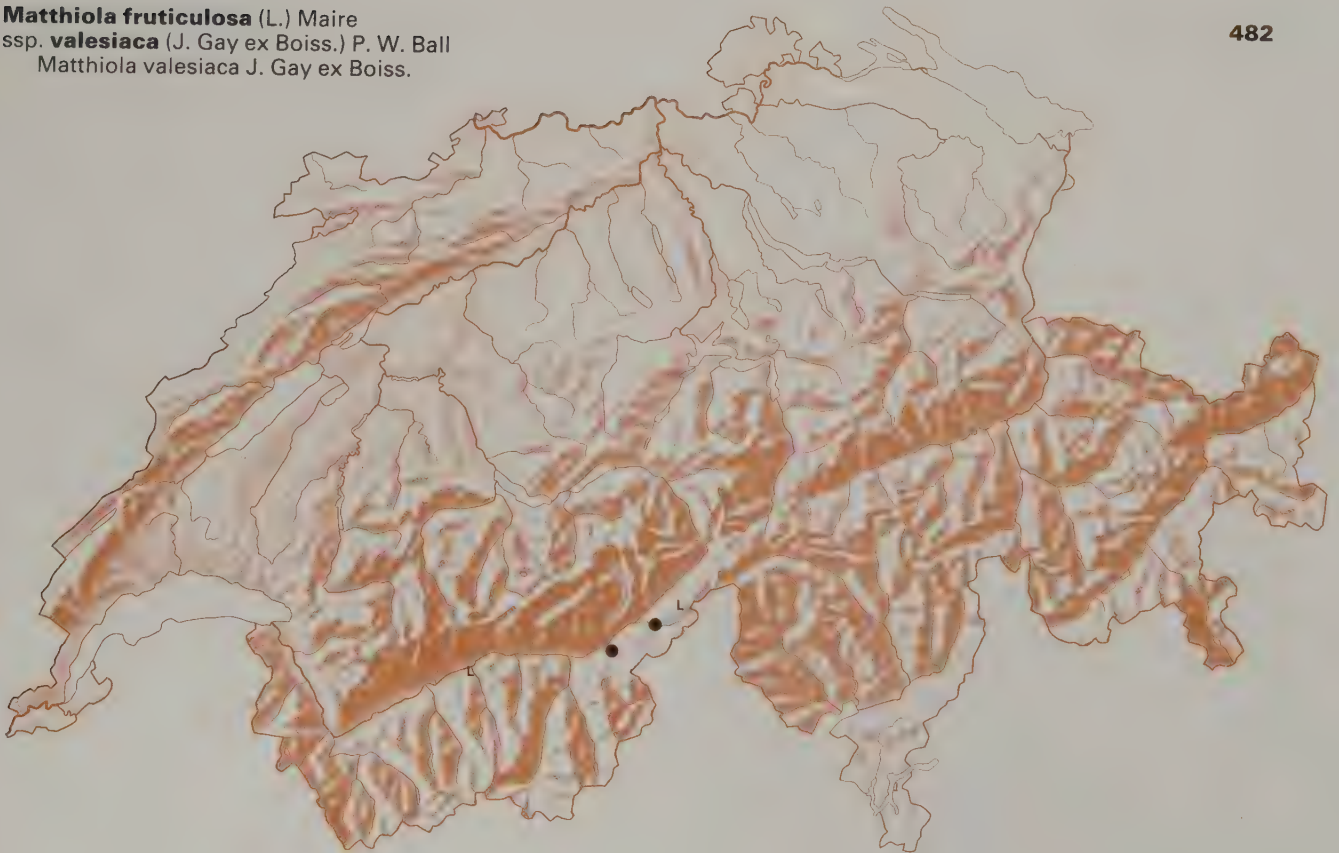 Matthiola fruticulosa (L.) Maire
ssp. valesiaca (J. Gay ex Boiss.) P. W. Ball
Matthiola valesiaca J. Gay ex Boiss.
482
L
L